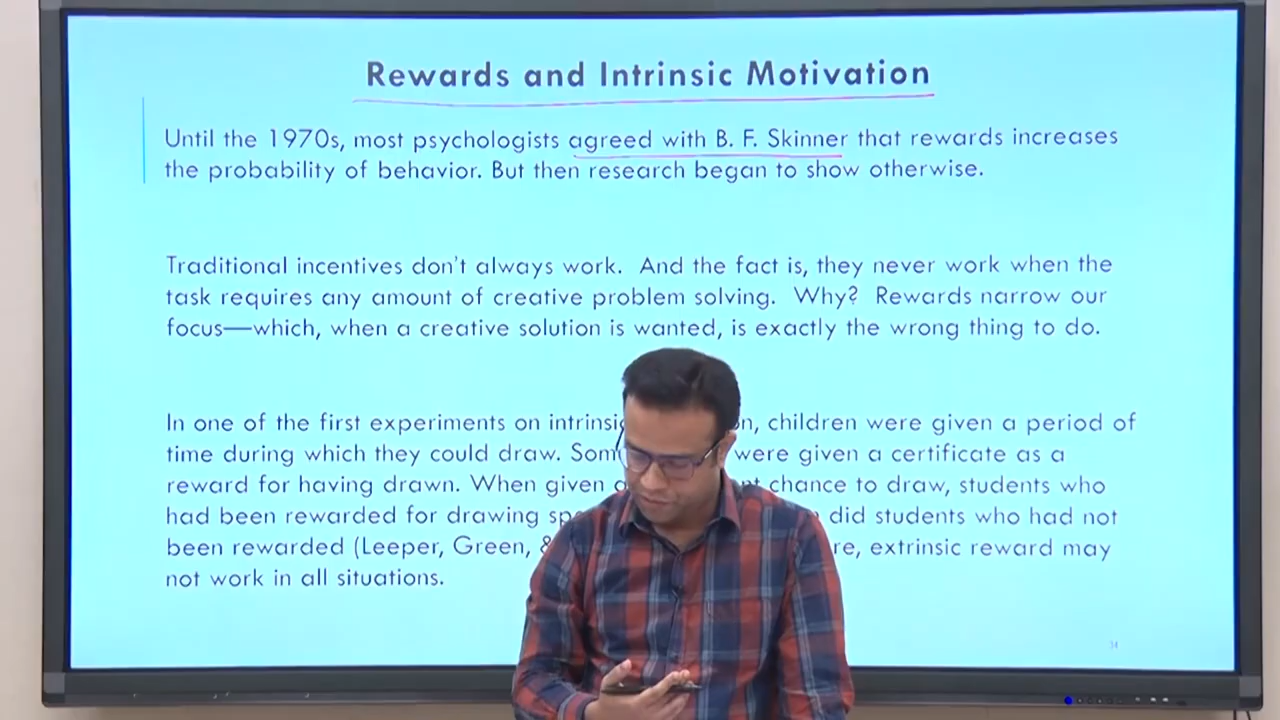 Rewards and Intrinsic Motivation
Until the 1970s, most psychologists agreed with B. F. Skinner that rewards increases
the probability of behavior. But then research began to show otherwise.
Traditional incentives don't always work. And the fact is, they never work when the
task requires any amount of creative problem solving. Why? Rewards narrow our
focus—which, when a creative solution is wanted, is exactly the wrong thing to do.
In one of the first experiments on children were given a period of
time during which they could draw. were given a certificate as a
reward for having drawn. When given chance to draw, students who
had been rewarded for drawing did students who had not
been rewarded (Leeper, Green, extrinsic reward may
not work in all situations.
34